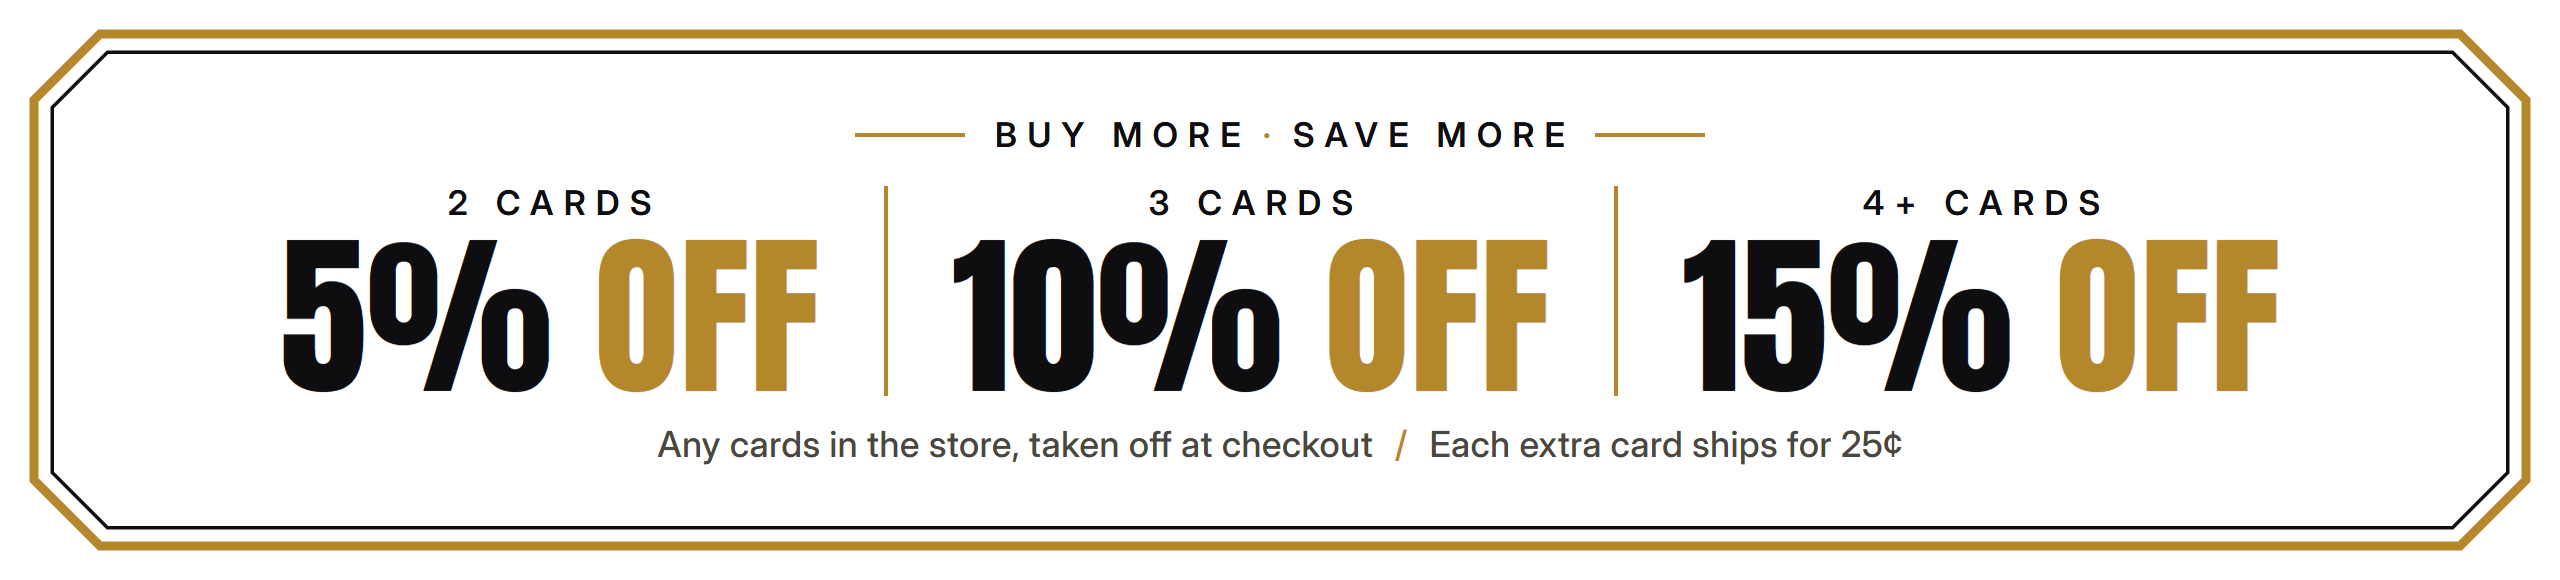 BUY MORE · SAVE MORE
2 CARDS
5% OFF
3 CARDS
10% OFF
4+ CARDS
15% OFF
Any cards in the store, taken off at checkout / Each extra card ships for 25¢